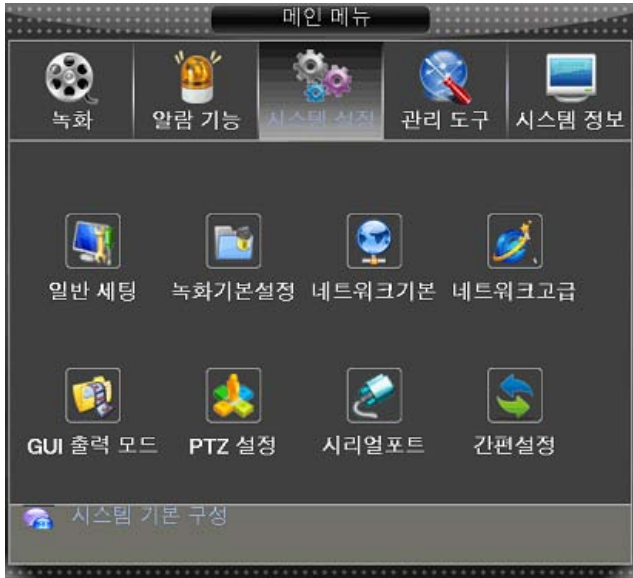 메인 메뉴
녹화 알람 기능 시스템 설정 관리 도구 시스템 정보
일반 세팅 녹화기본설정 네트워크기본 네트워크고급
GUI 출력 모드 PTZ 설정 시리얼포트 간편설정
시스템 기본 구성